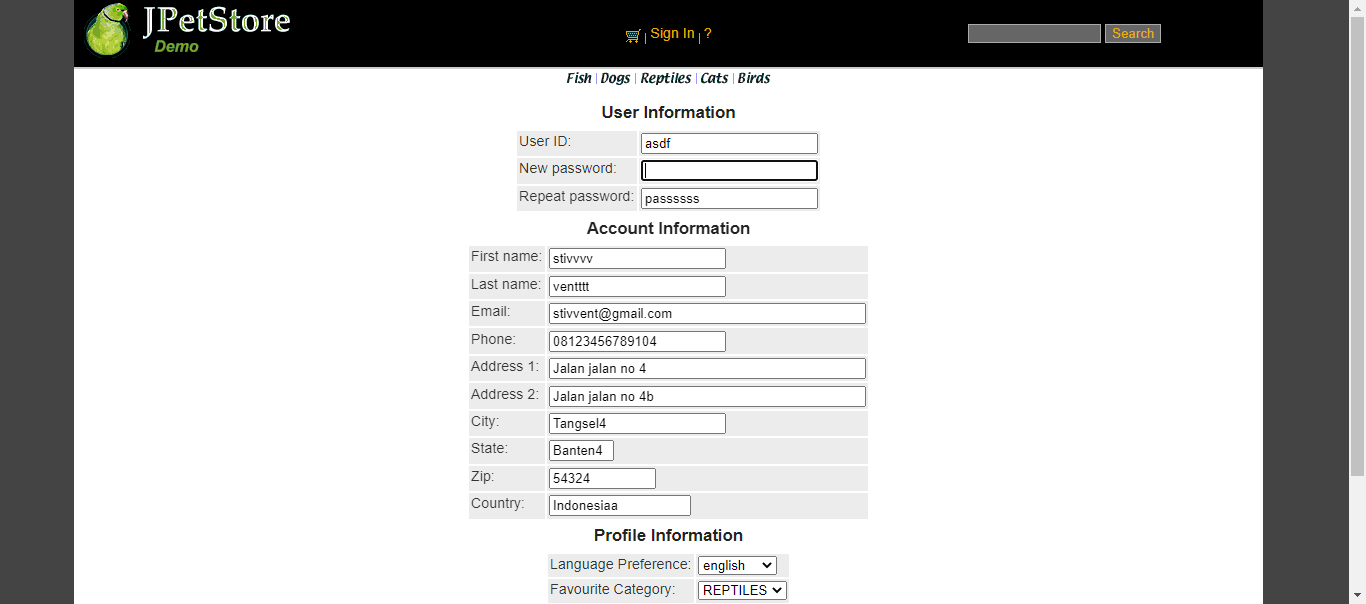 JPetStore
Demo
| Sign In | ?
Search
Fish | Dogs | Reptiles | Cats | Birds
User Information
User ID: asdf
New password:
Repeat password: passssss
Account Information
First name: stivvvv
Last name: ventttt
Email: stivvent@gmail.com
Phone: 08123456789104
Address 1: Jalan jalan no 4
Address 2: Jalan jalan no 4b
City: Tangsel4
State: Banten4
Zip: 54324
Country: Indonesiaa
Profile Information
Language Preference: english
Favourite Category: REPTILES